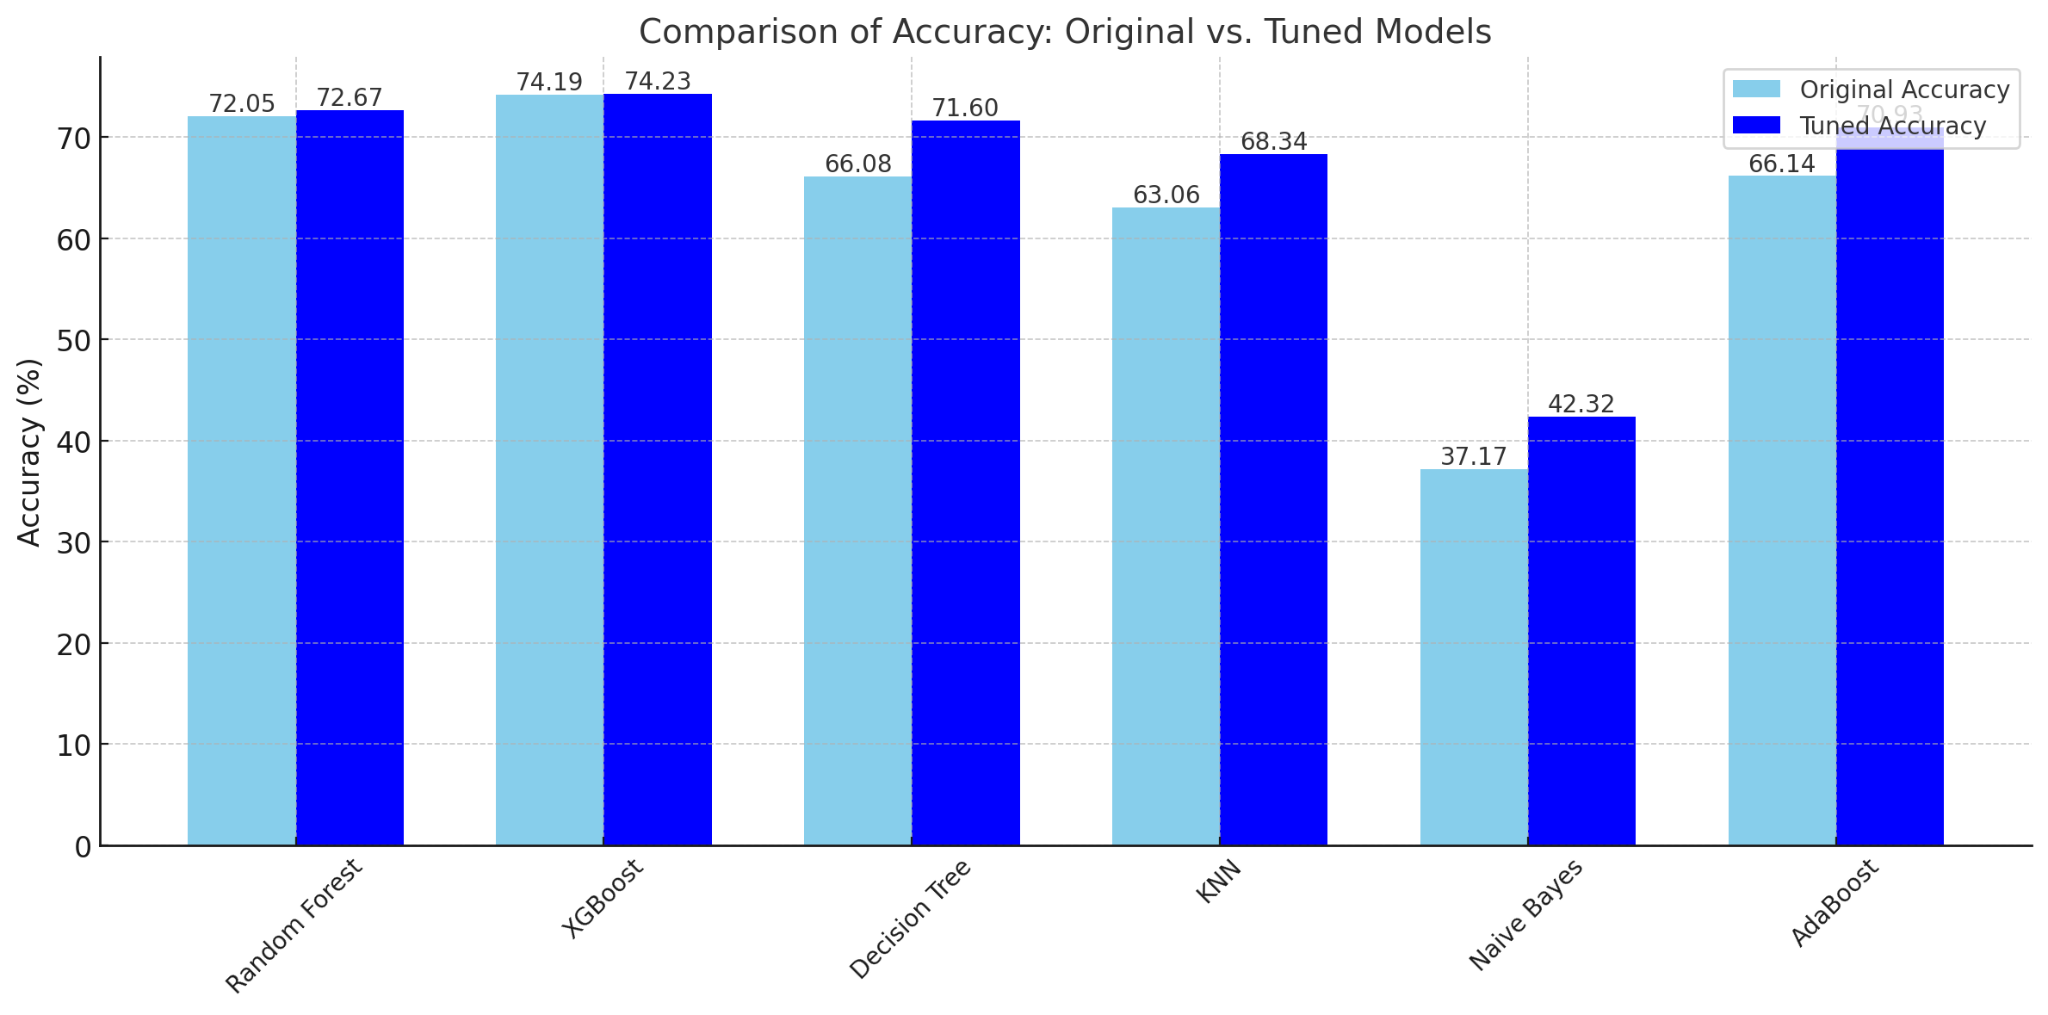 Comparison of Accuracy: Original vs. Tuned Models
Original Accuracy
Tuned Accuracy
Accuracy (%)
70
60
50
40
30
20
10
0
72.05
72.67
74.19
74.23
66.08
71.60
63.06
68.34
37.17
42.32
66.14
70.93
Random Forest
XGBoost
Decision Tree
KNN
Naive Bayes
AdaBoost